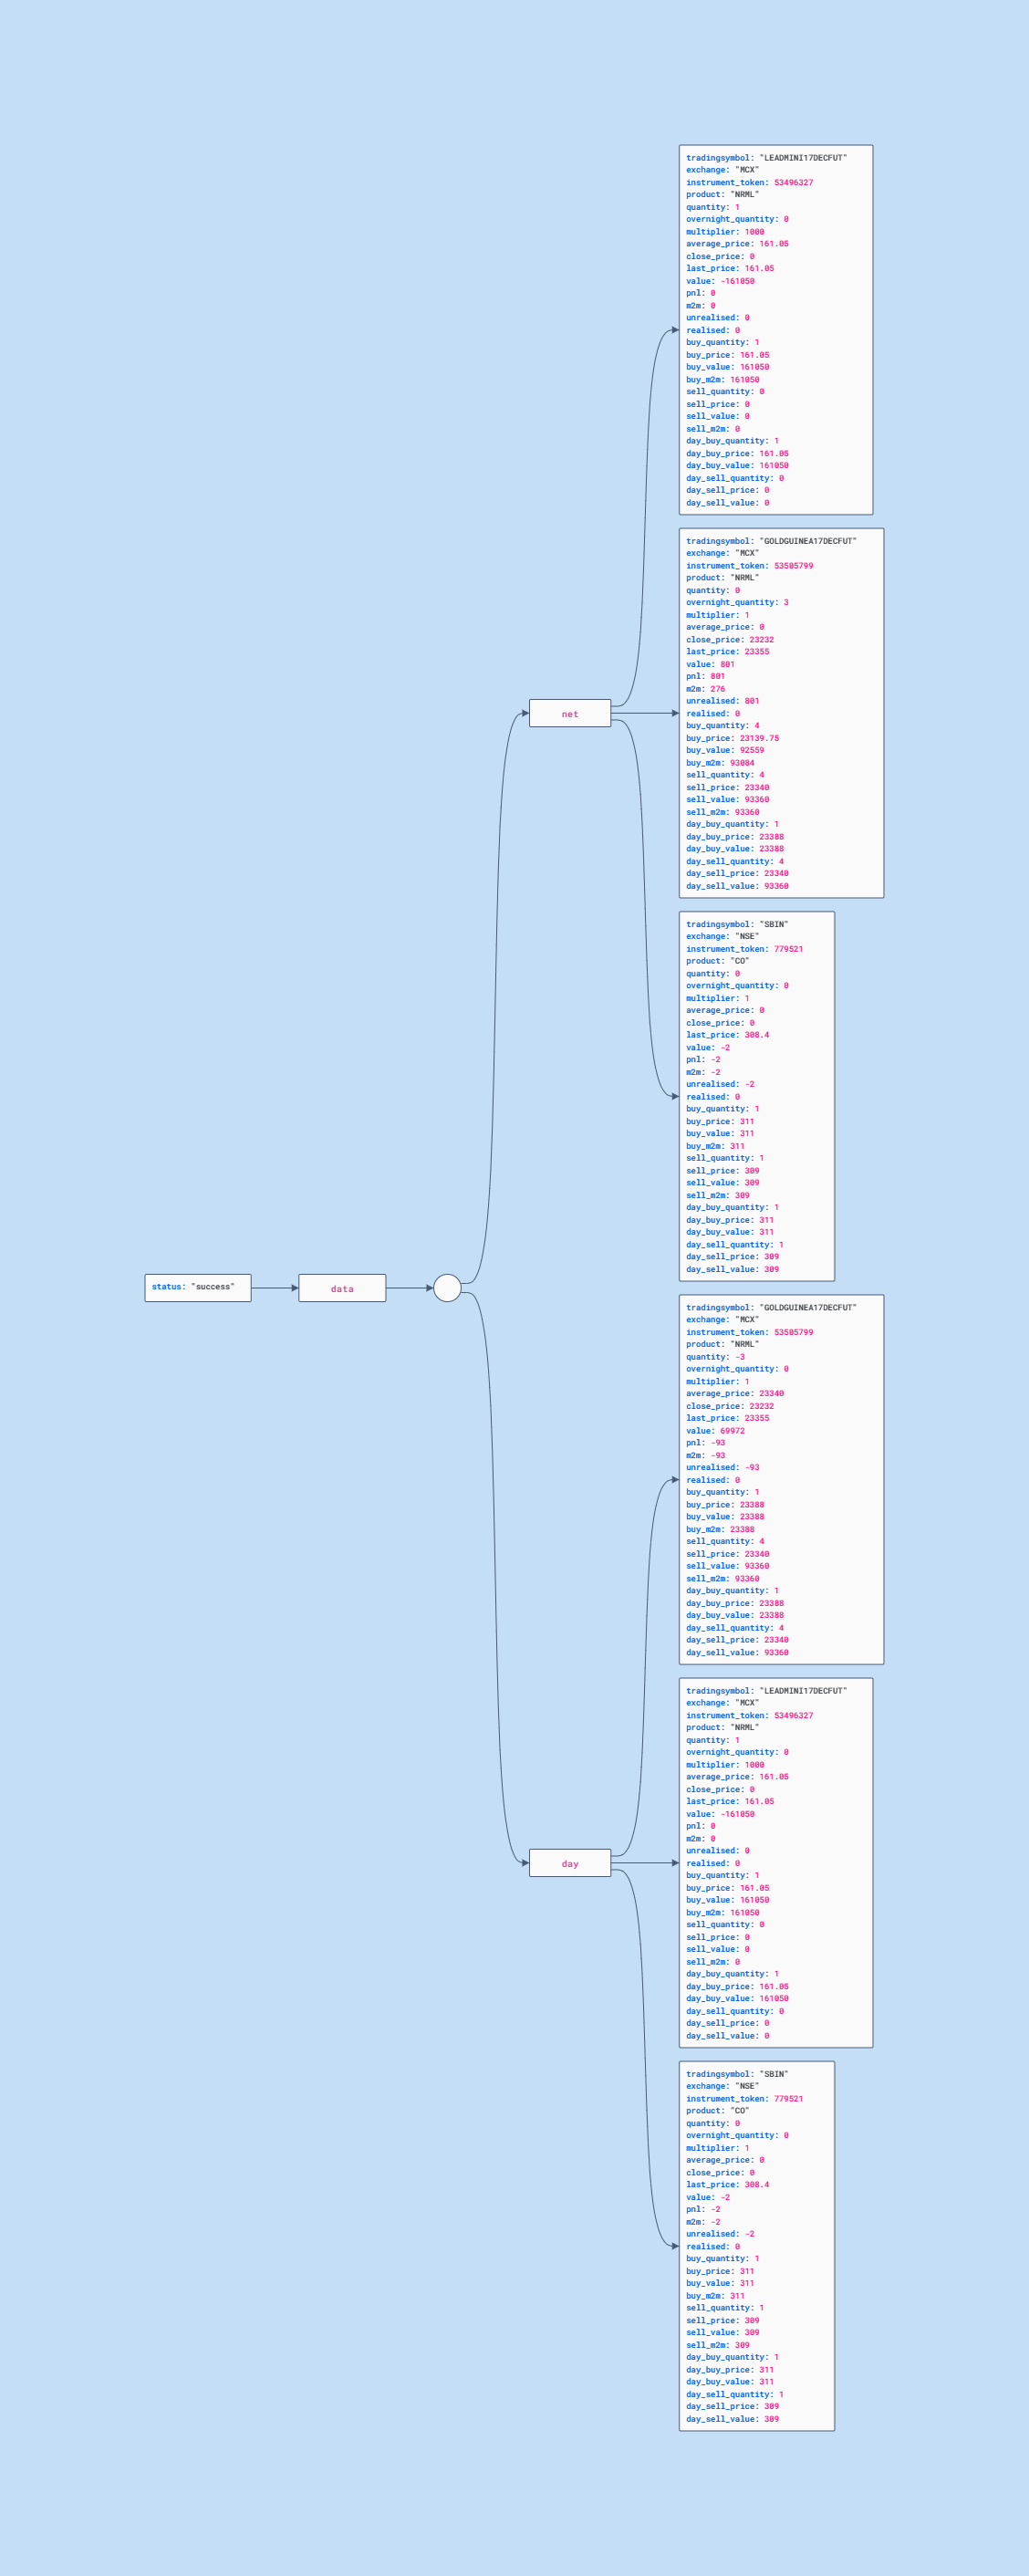 status: "success"
data
net
tradingsymbol: "LEADMINI17DECFUT"
exchange: "MCX"
instrument_token: 53496327
product: "NRML"
quantity: 1
overnight_quantity: 0
multiplier: 1000
average_price: 161.05
close_price: 0
last_price: 161.05
value: -161050
pnl: 0
m2m: 0
unrealised: 0
realised: 0
buy_quantity: 1
buy_price: 161.05
buy_value: 161050
buy_m2m: 161050
sell_quantity: 0
sell_price: 0
sell_value: 0
sell_m2m: 0
day_buy_quantity: 1
day_buy_price: 161.05
day_buy_value: 161050
day_sell_quantity: 0
day_sell_price: 0
day_sell_value: 0
tradingsymbol: "GOLDGUINEA17DECFUT"
exchange: "MCX"
instrument_token: 53505799
product: "NRML"
quantity: 0
overnight_quantity: 3
multiplier: 1
average_price: 0
close_price: 23232
last_price: 23355
value: 801
pnl: 801
m2m: 276
unrealised: 801
realised: 0
buy_quantity: 4
buy_price: 23139.75
buy_value: 92559
buy_m2m: 93084
sell_quantity: 4
sell_price: 23340
sell_value: 93360
sell_m2m: 93360
day_buy_quantity: 1
day_buy_price: 23388
day_buy_value: 23388
day_sell_quantity: 4
day_sell_price: 23340
day_sell_value: 93360
tradingsymbol: "SBIN"
exchange: "NSE"
instrument_token: 779521
product: "CO"
quantity: 0
overnight_quantity: 0
multiplier: 1
average_price: 0
close_price: 0
last_price: 308.4
value: -2
pnl: -2
m2m: -2
unrealised: -2
realised: 0
buy_quantity: 1
buy_price: 311
buy_value: 311
buy_m2m: 311
sell_quantity: 1
sell_price: 309
sell_value: 309
sell_m2m: 309
day_buy_quantity: 1
day_buy_price: 311
day_buy_value: 311
day_sell_quantity: 1
day_sell_price: 309
day_sell_value: 309
day
tradingsymbol: "GOLDGUINEA17DECFUT"
exchange: "MCX"
instrument_token: 53505799
product: "NRML"
quantity: -3
overnight_quantity: 0
multiplier: 1
average_price: 23340
close_price: 23232
last_price: 23355
value: 69972
pnl: -93
m2m: -93
unrealised: -93
realised: 0
buy_quantity: 1
buy_price: 23388
buy_value: 23388
buy_m2m: 23388
sell_quantity: 4
sell_price: 23340
sell_value: 93360
sell_m2m: 93360
day_buy_quantity: 1
day_buy_price: 23388
day_buy_value: 23388
day_sell_quantity: 4
day_sell_price: 23340
day_sell_value: 93360
tradingsymbol: "LEADMINI17DECFUT"
exchange: "MCX"
instrument_token: 53496327
product: "NRML"
quantity: 1
overnight_quantity: 0
multiplier: 1000
average_price: 161.05
close_price: 0
last_price: 161.05
value: -161050
pnl: 0
m2m: 0
unrealised: 0
realised: 0
buy_quantity: 1
buy_price: 161.05
buy_value: 161050
buy_m2m: 161050
sell_quantity: 0
sell_price: 0
sell_value: 0
sell_m2m: 0
day_buy_quantity: 1
day_buy_price: 161.05
day_buy_value: 161050
day_sell_quantity: 0
day_sell_price: 0
day_sell_value: 0
tradingsymbol: "SBIN"
exchange: "NSE"
instrument_token: 779521
product: "CO"
quantity: 0
overnight_quantity: 0
multiplier: 1
average_price: 0
close_price: 0
last_price: 308.4
value: -2
pnl: -2
m2m: -2
unrealised: -2
realised: 0
buy_quantity: 1
buy_price: 311
buy_value: 311
buy_m2m: 311
sell_quantity: 1
sell_price: 309
sell_value: 309
sell_m2m: 309
day_buy_quantity: 1
day_buy_price: 311
day_buy_value: 311
day_sell_quantity: 1
day_sell_price: 309
day_sell_value: 309